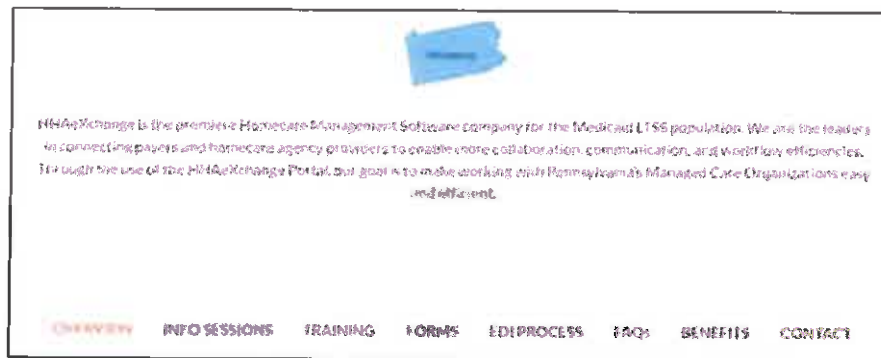 HHAeXchange is the premiere Homecare Management Software company for the Medicaid LTSS population. We are the leaders
in connecting payers and homecare agency providers to enable more collaboration, communication, and workflow efficiencies.
Through the use of the HHAeXchange Portal, our goal is to make working with Pennsylvania's Managed Care Organizations easy
and efficient.
OVERVIEW INFO SESSIONS TRAINING FORMS EDI PROCESS FAQs BENEFITS CONTACT